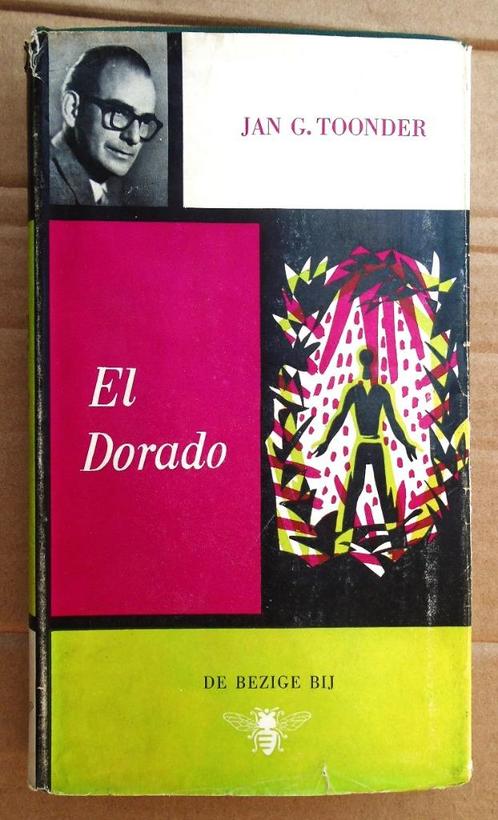 JAN G. TOONDER
El
Dorado
DE BEZIGE BIJ